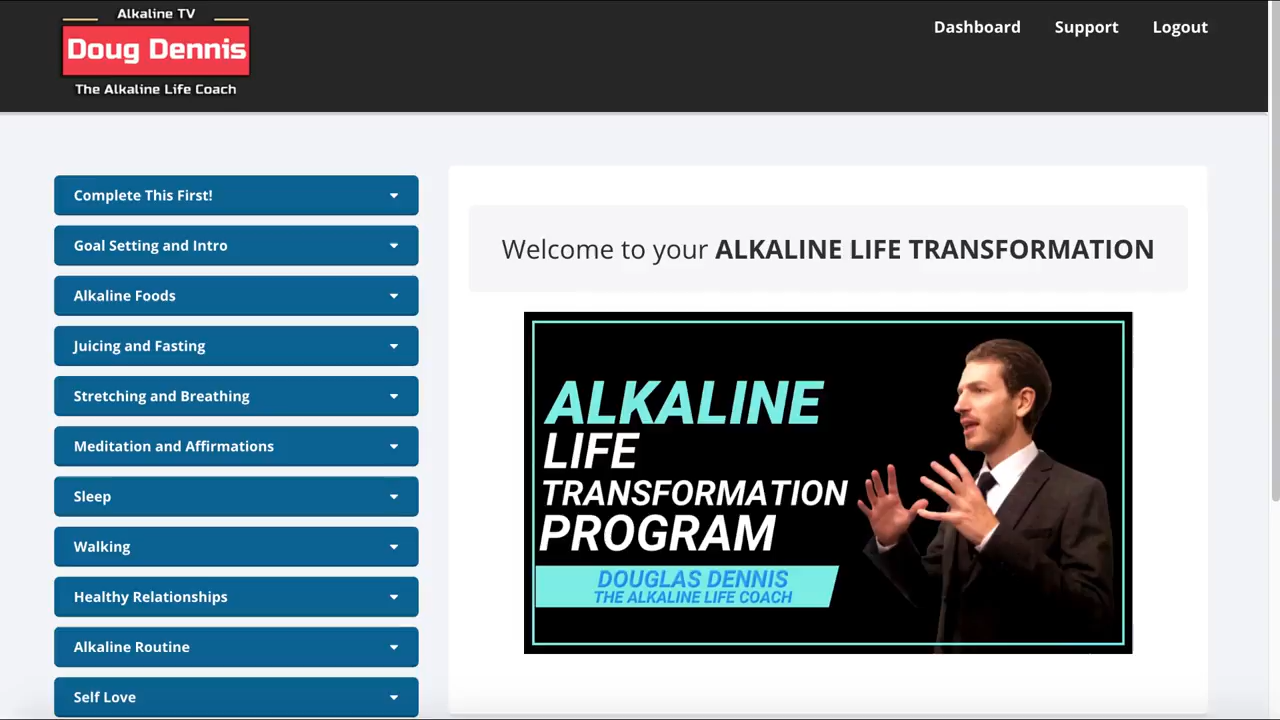 Alkaline TV
Doug Dennis
The Alkaline Life Coach
Dashboard Support Logout
Complete This First!
Goal Setting and Intro
Alkaline Foods
Juicing and Fasting
Stretching and Breathing
Meditation and Affirmations
Sleep
Walking
Healthy Relationships
Alkaline Routine
Self Love
Welcome to your ALKALINE LIFE TRANSFORMATION
ALKALINE
LIFE
TRANSFORMATION
PROGRAM
DOUGLAS DENNIS
THE ALKALINE LIFE COACH